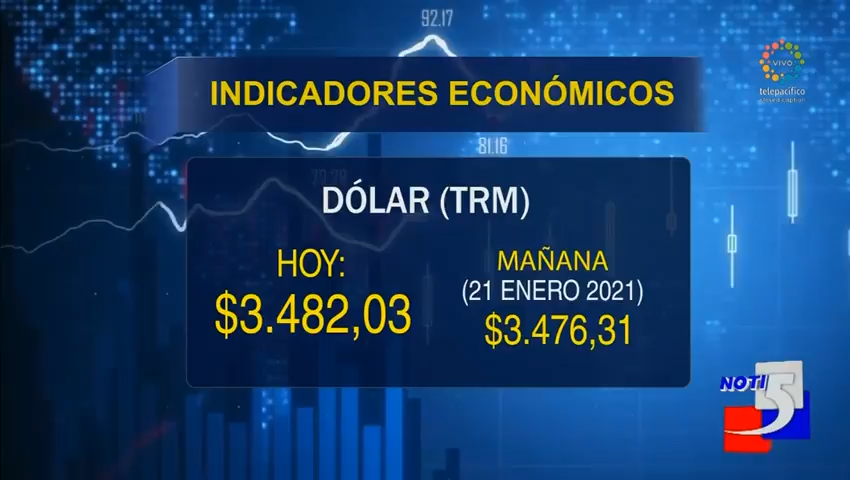 92.17
INDICADORES ECONÓMICOS
VIVO
telepacífico
81.16
DÓLAR (TRM)
HOY:
$3.482,03
MAÑANA
(21 ENERO 2021)
$3.476,31
NOTI
5